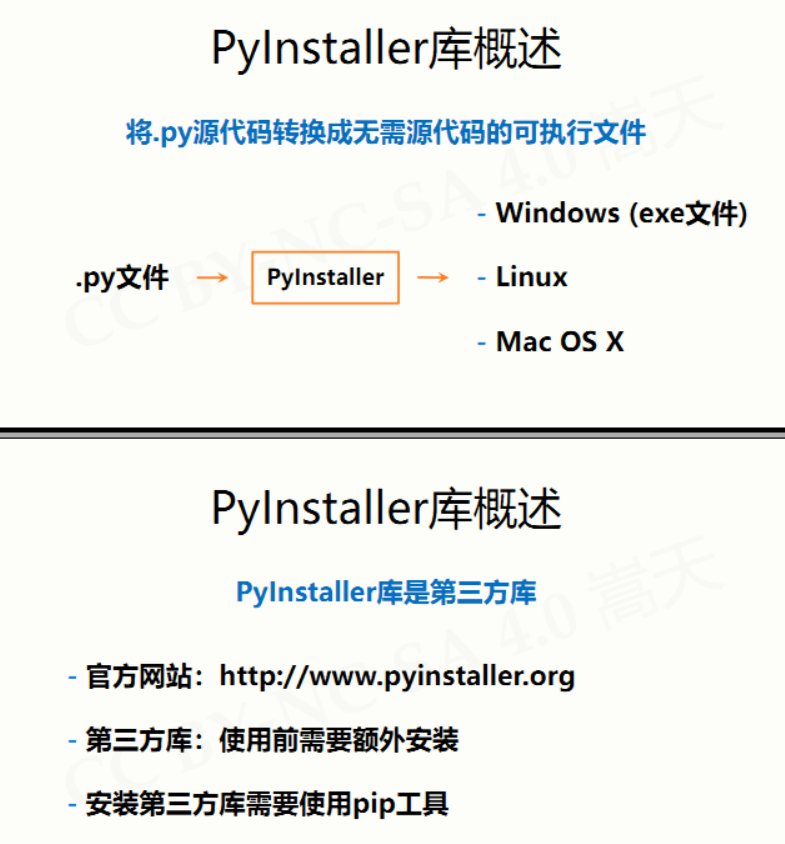 PyInstaller库概述
将.py源代码转换成无需源代码的可执行文件
- Windows (exe文件)
.py文件 → PyInstaller → - Linux
- Mac OS X
CC BY-NC-SA 4.0 嵩天
PyInstaller库概述
PyInstaller库是第三方库
- 官方网站：http://www.pyinstaller.org
- 第三方库：使用前需要额外安装
- 安装第三方库需要使用pip工具
CC BY-NC-SA 4.0 嵩天